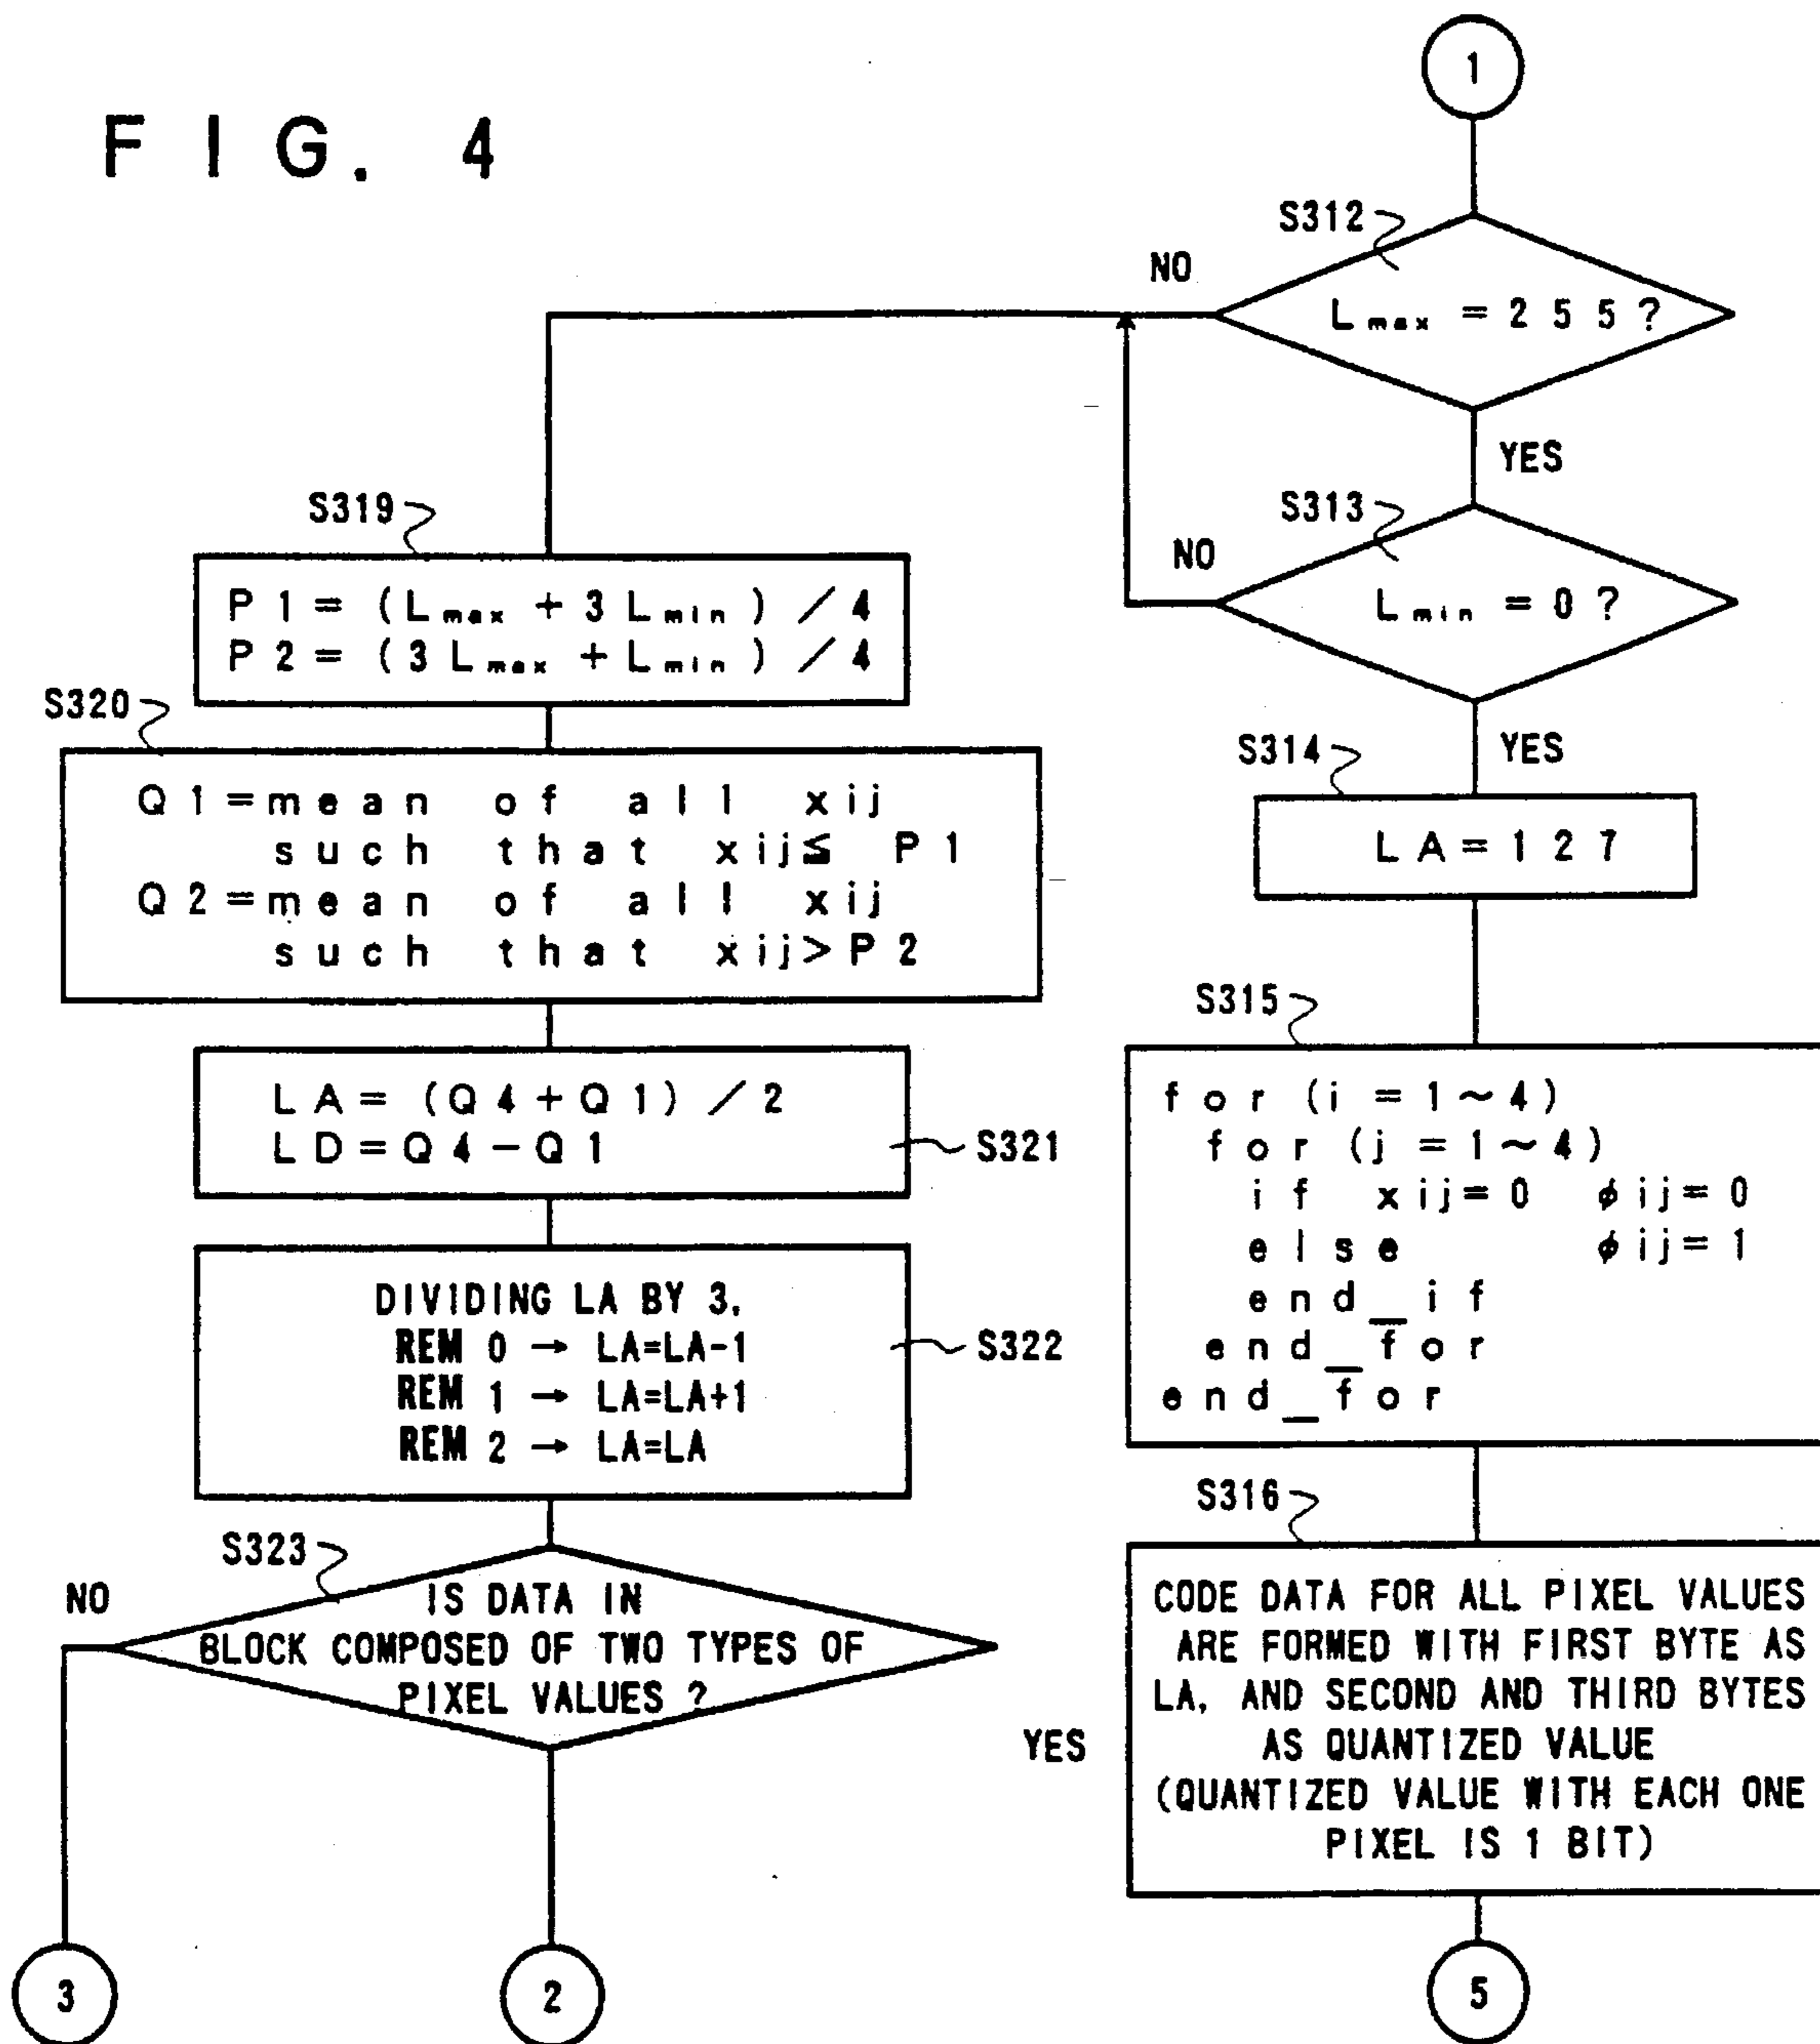 FIG. 4
1
S312
NO
Lmax = 255?
YES
S313
NO
Lmin = 0?
YES
S314
LA=127
S315
for (i = 1~4)
for (j = 1~4)
if xij=0 φij=0
else φij=1
end_if
end_for
end_for
S316
CODE DATA FOR ALL PIXEL VALUES
ARE FORMED WITH FIRST BYTE AS
LA, AND SECOND AND THIRD BYTES
AS QUANTIZED VALUE
(QUANTIZED VALUE WITH EACH ONE
PIXEL IS 1 BIT)
5
S319
P1=(Lmax+3Lmin)/4
P2=(3Lmax+Lmin)/4
S320
Q1=mean of all xij
such that xij≦ P1
Q2=mean of all xij
such that xij>P2
LA=(Q4+Q1)/2
LD=Q4-Q1
S321
DIVIDING LA BY 3,
REM 0 → LA=LA-1
REM 1 → LA=LA+1
REM 2 → LA=LA
S322
S323
NO
IS DATA IN
BLOCK COMPOSED OF TWO TYPES OF
PIXEL VALUES ?
YES
3
2